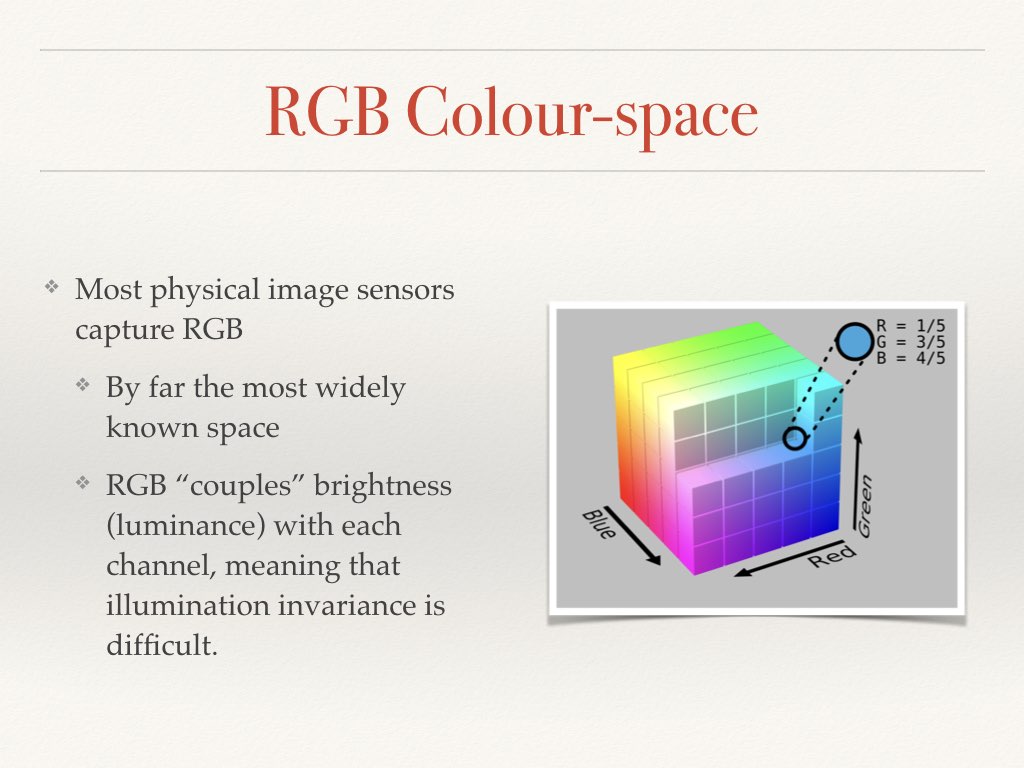 RGB Colour-space
❖ Most physical image sensors
capture RGB
❖ By far the most widely
known space
❖ RGB “couples” brightness
(luminance) with each
channel, meaning that
illumination invariance is
difficult.
R = 1/5
G = 3/5
B = 4/5
Blue
Red
Green